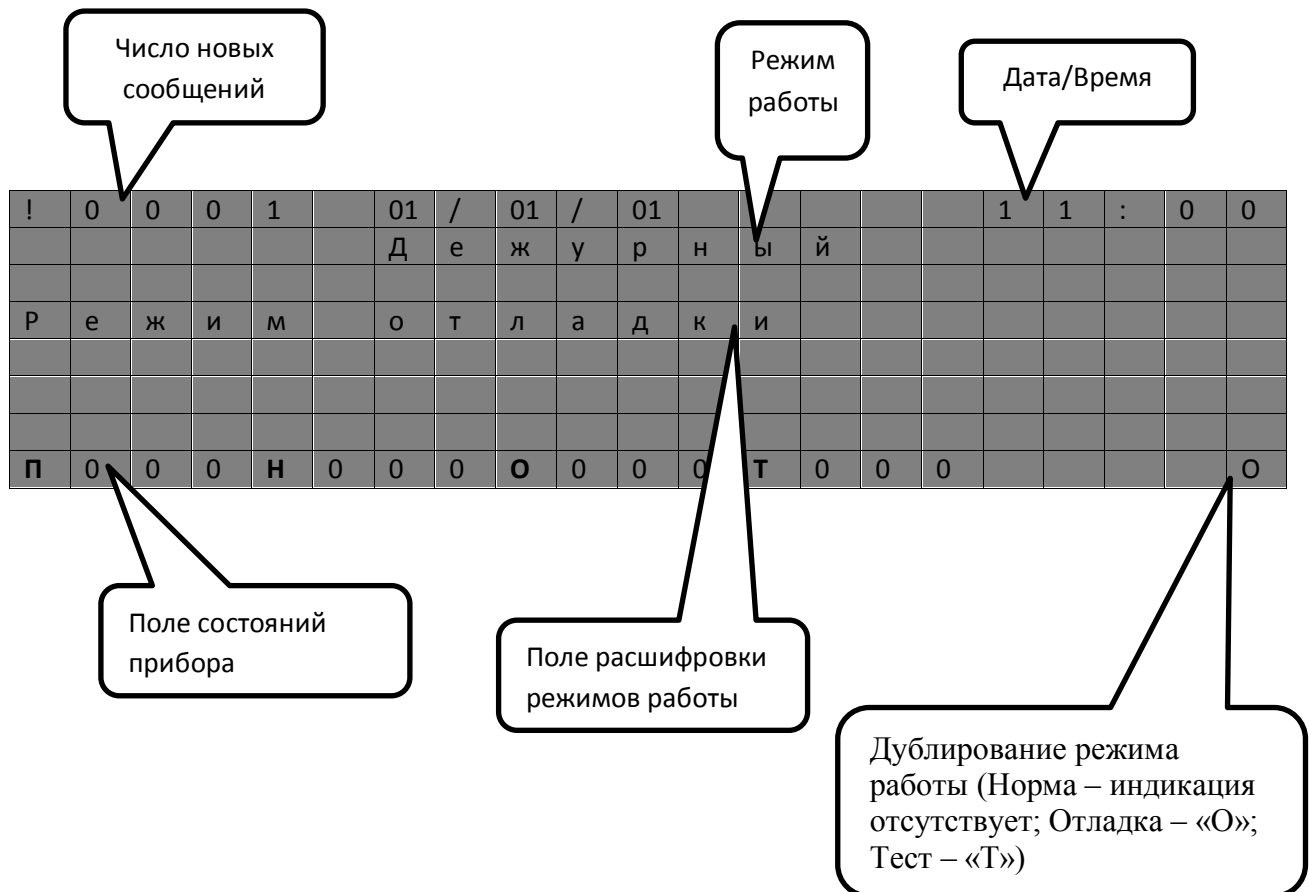 Число новых
сообщений
Режим
работы
Дата/Время
! 0 0 0 1 01 / 01 / 01 1 1 : 0 0
Д е ж у р н ы й
Р е ж и м о т л а д к и
П 0 0 0 Н 0 0 0 О 0 0 0 Т 0 0 0 О
Поле состояний
прибора
Поле расшифровки
режимов работы
Дублирование режима
работы (Норма – индикация
отсутствует; Отладка – «О»;
Тест – «Т»)